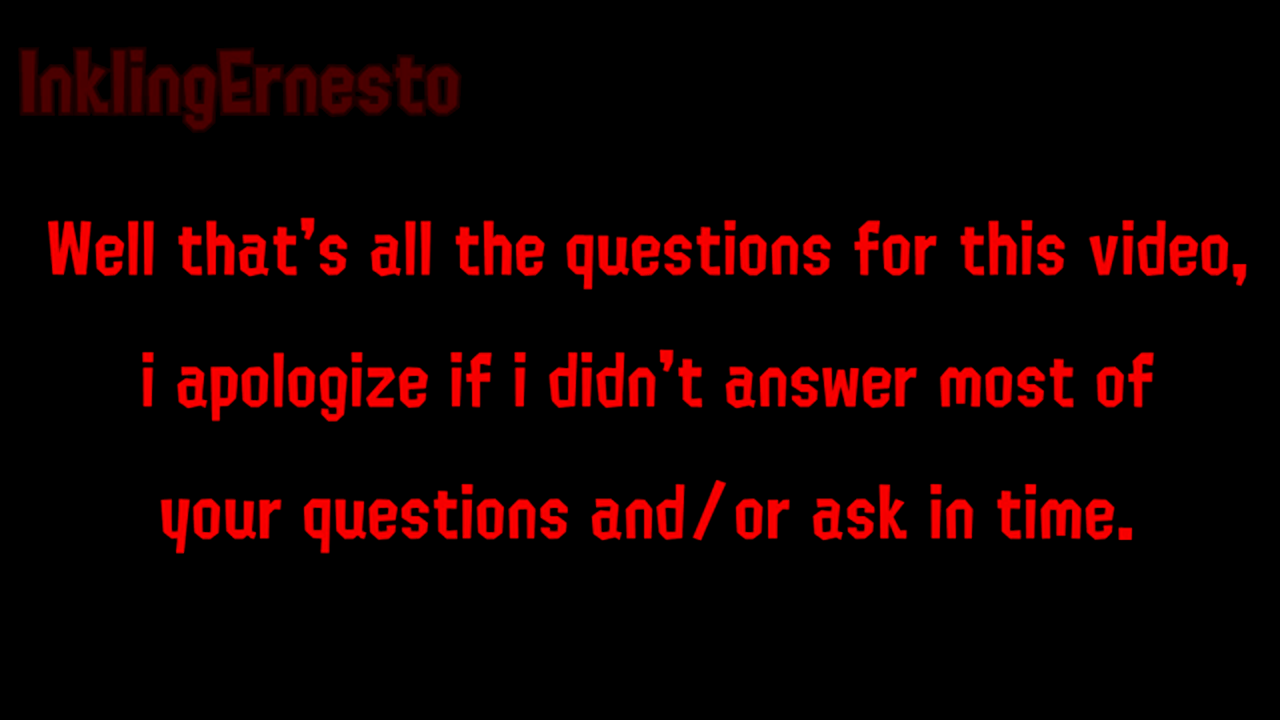 InklingErnesto
Well that's all the questions for this video,
i apologize if i didn't answer most of
your questions and/or ask in time.